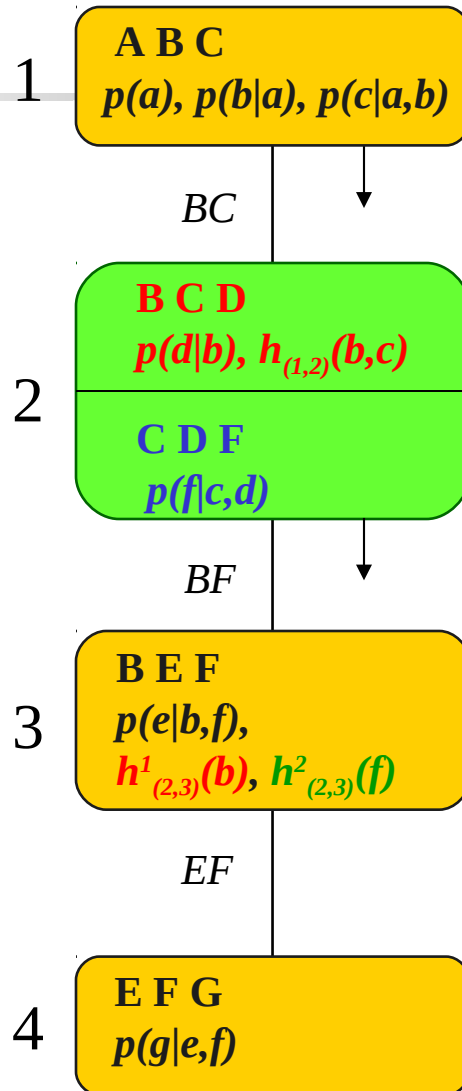 1
A B C
p(a), p(b|a), p(c|a,b)
BC
2
B C D
p(d|b), h(1,2)(b,c)
C D F
p(f|c,d)
BF
3
B E F
p(e|b,f),
h¹(2,3)(b), h²(2,3)(f)
EF
4
E F G
p(g|e,f)